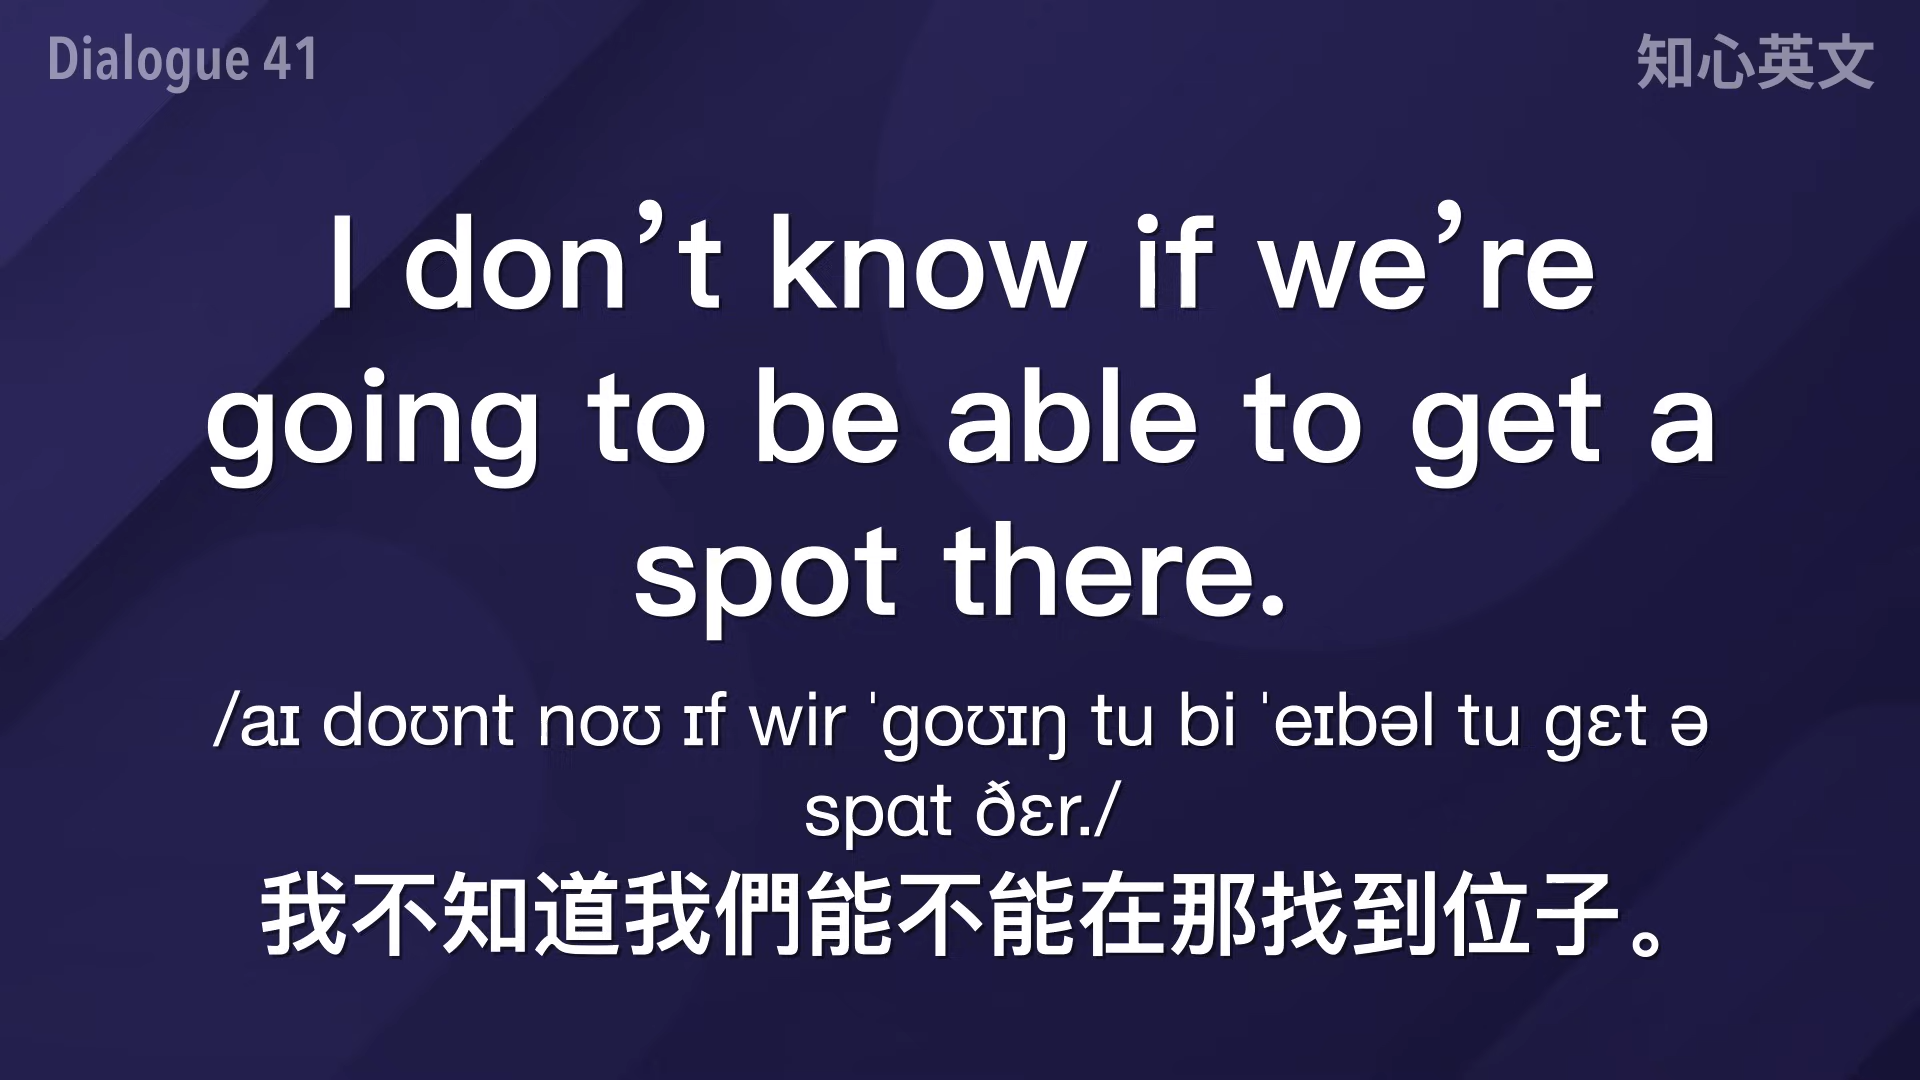 Dialogue 41
知心英文
I don’t know if we’re
going to be able to get a
spot there.
/aɪ doʊnt noʊ ɪf wir ˈɡoʊɪŋ tu bi ˈeɪbəl tu ɡɛt ə
spɑt ðɛr./
我不知道我們能不能在那找到位子。